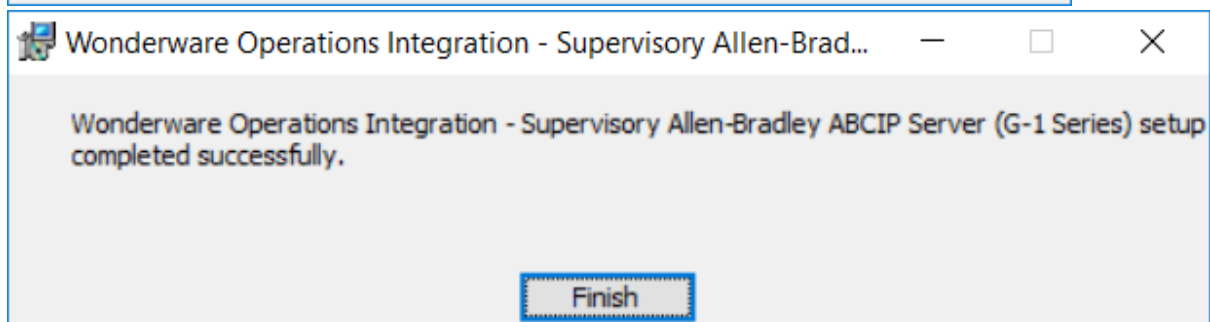 Wonderware Operations Integration - Supervisory Allen-Brad...
Wonderware Operations Integration - Supervisory Allen-Bradley ABCIP Server (G-1 Series) setup
completed successfully.
Finish